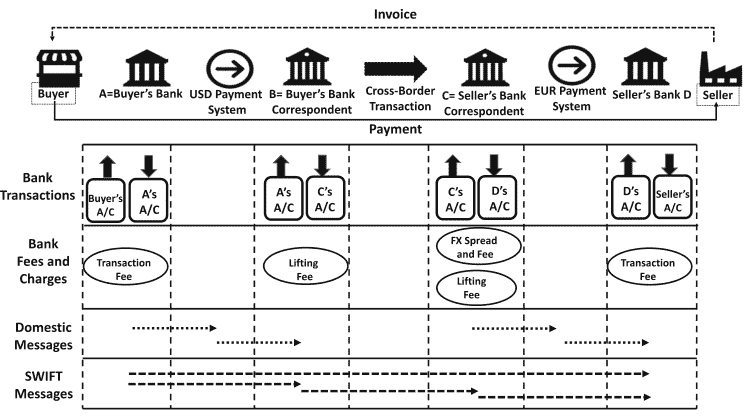 Invoice
Buyer
A=Buyer's Bank
USD Payment
System
B= Buyer's Bank
Correspondent
Cross-Border
Transaction
C= Seller's Bank
Correspondent
EUR Payment
System
Seller's Bank D
Seller
Payment
Bank
Transactions
Buyer's
A/C
A's
A/C
A's
A/C
C's
A/C
C's
A/C
D's
A/C
D's
A/C
Seller's
A/C
Bank
Fees and
Charges
Transaction
Fee
Lifting
Fee
FX Spread
and Fee
Lifting
Fee
Transaction
Fee
Domestic
Messages
SWIFT
Messages